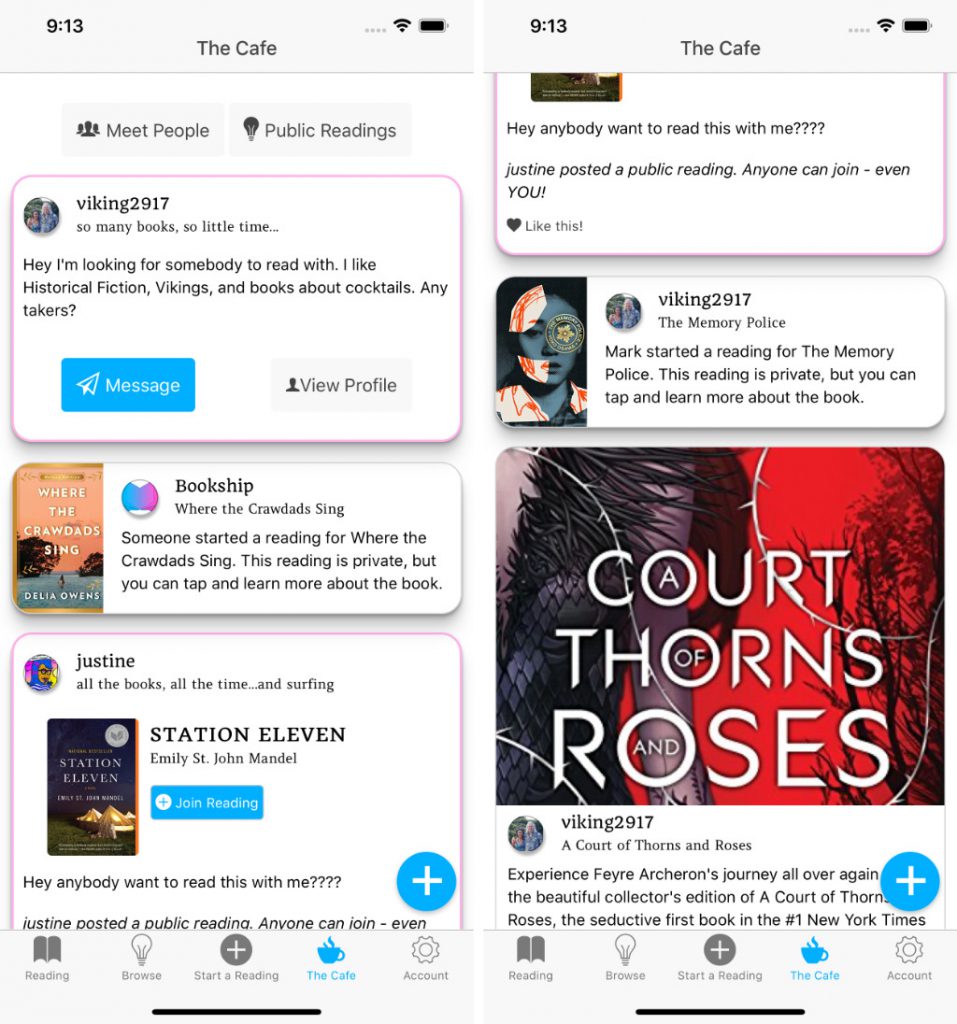 9:13
The Cafe
Meet People
Public Readings
viking2917
so many books, so little time...
Hey I'm looking for somebody to read with. I like
Historical Fiction, Vikings, and books about cocktails. Any
takers?
Message
View Profile
WHERE
THE
CRAWDADS
SING
DELIA OWENS
Bookship
Where the Crawdads Sing
Someone started a reading for Where the
Crawdads Sing. This reading is private, but
you can tap and learn more about the book.
justine
all the books, all the time...and surfing
NATIONAL BESTSELLER
STATION
ELEVEN
EMILY ST. JOHN MANDEL
STATION ELEVEN
Emily St. John Mandel
Join Reading
Hey anybody want to read this with me????
justine posted a public reading. Anyone can join - even
Reading
Browse
Start a Reading
The Cafe
Account
9:13
The Cafe
Hey anybody want to read this with me????
justine posted a public reading. Anyone can join - even
YOU!
Like this!
THE MEMORY POLICE
viking2917
The Memory Police
Mark started a reading for The Memory
Police. This reading is private, but you can
tap and learn more about the book.
A
COURT
THORNS
OF
AND
ROSES
viking2917
A Court of Thorns and Roses
Experience Feyre Archeron's journey all over again
the beautiful collector's edition of A Court of Thorns
Roses, the seductive first book in the #1 New York Times
Reading
Browse
Start a Reading
The Cafe
Account